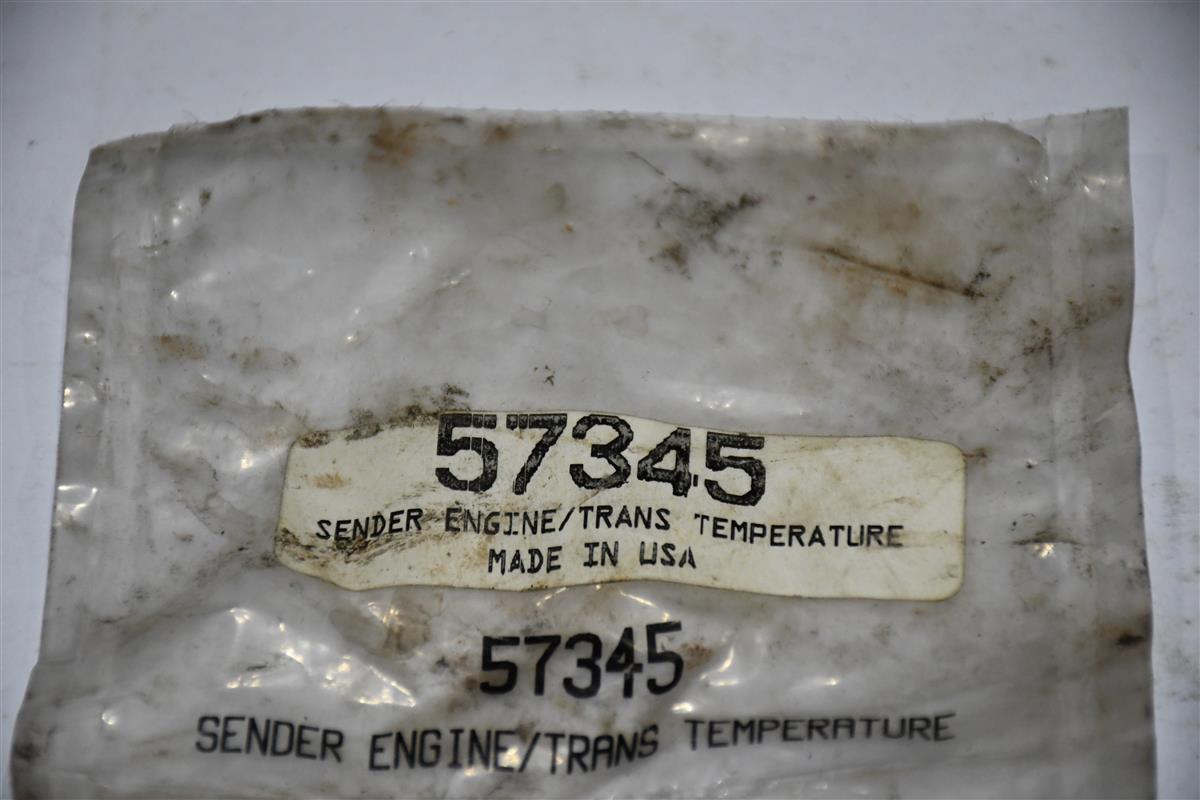 57345
SENDER ENGINE/TRANS TEMPERATURE
MADE IN USA
57345
SENDER ENGINE/TRANS TEMPERATURE